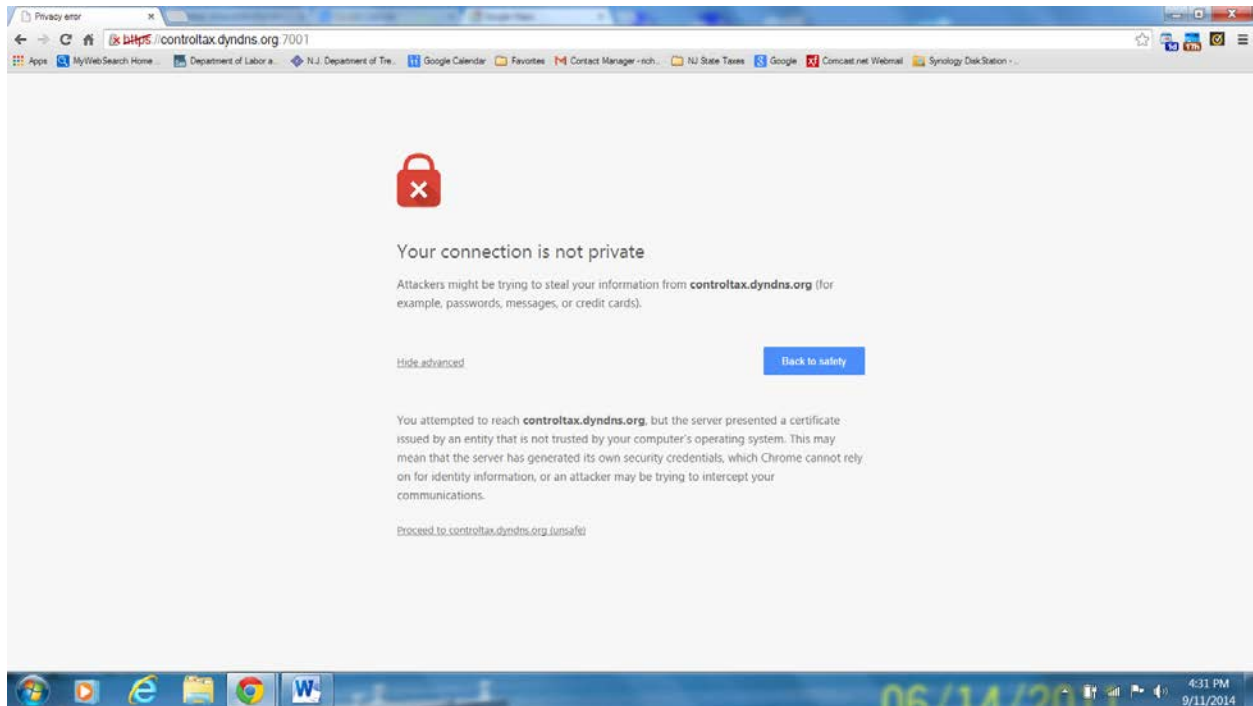 Privacy error
https://controltax.dyndns.org:7001
Apps MyWebSearch Home... Department of Labor a... N.J. Department of Tre... Google Calendar Favorites Contact Manager - rich... NJ State Taxes Google Comcast.net Webmail Synology DiskStation - ...
Your connection is not private
Attackers might be trying to steal your information from controltax.dyndns.org (for
example, passwords, messages, or credit cards).
Hide advanced
Back to safety
You attempted to reach controltax.dyndns.org, but the server presented a certificate
issued by an entity that is not trusted by your computer's operating system. This may
mean that the server has generated its own security credentials, which Chrome cannot rely
on for identity information, or an attacker may be trying to intercept your
communications.
Proceed to controltax.dyndns.org (unsafe)
4:31 PM
9/11/2014